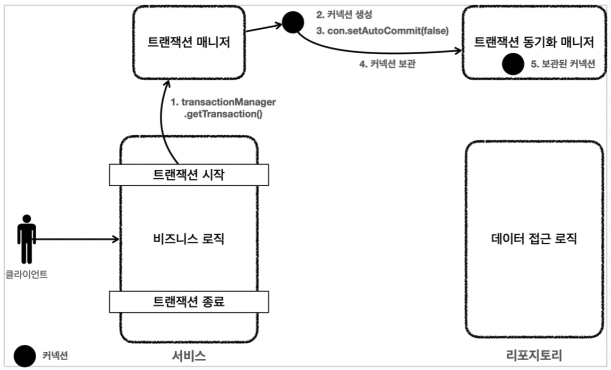 트랜잭션 매니저
2. 커넥션 생성
3. con.setAutoCommit(false)
4. 커넥션 보관
트랜잭션 동기화 매니저
5. 보관된 커넥션
1. transactionManager
.getTransaction()
트랜잭션 시작
비즈니스 로직
트랜잭션 종료
클라이언트
데이터 접근 로직
커넥션
서비스
리포지토리